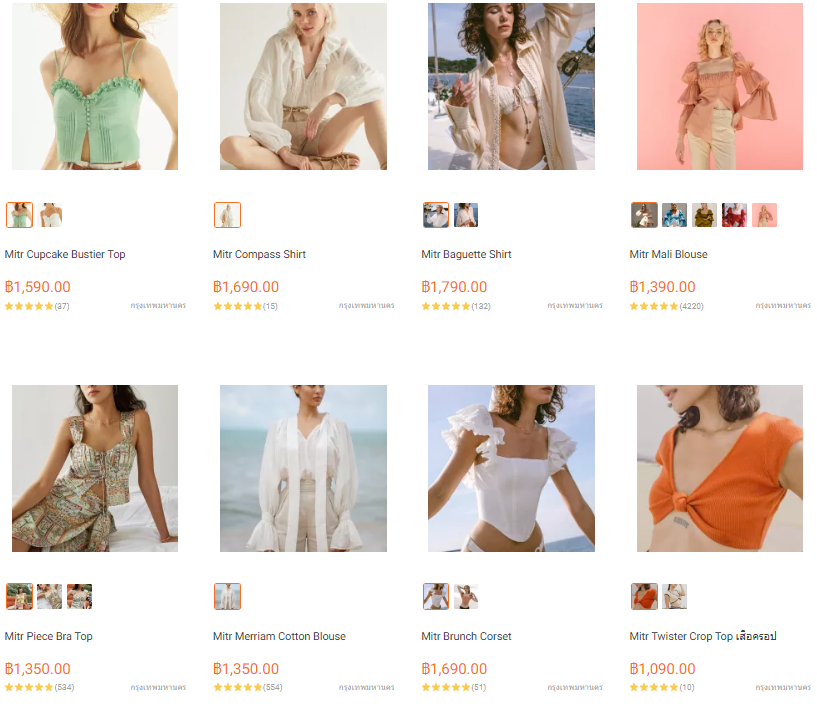 Mitr Cupcake Bustier Top
฿1,590.00
(37) กรุงเทพมหานคร
Mitr Compass Shirt
฿1,690.00
(15) กรุงเทพมหานคร
Mitr Baguette Shirt
฿1,790.00
(132) กรุงเทพมหานคร
Mitr Mali Blouse
฿1,390.00
(4220) กรุงเทพมหานคร
Mitr Piece Bra Top
฿1,350.00
(534) กรุงเทพมหานคร
Mitr Merriam Cotton Blouse
฿1,350.00
(554) กรุงเทพมหานคร
Mitr Brunch Corset
฿1,690.00
(51) กรุงเทพมหานคร
Mitr Twister Crop Top เสื้อครอป
฿1,090.00
(10) กรุงเทพมหานคร